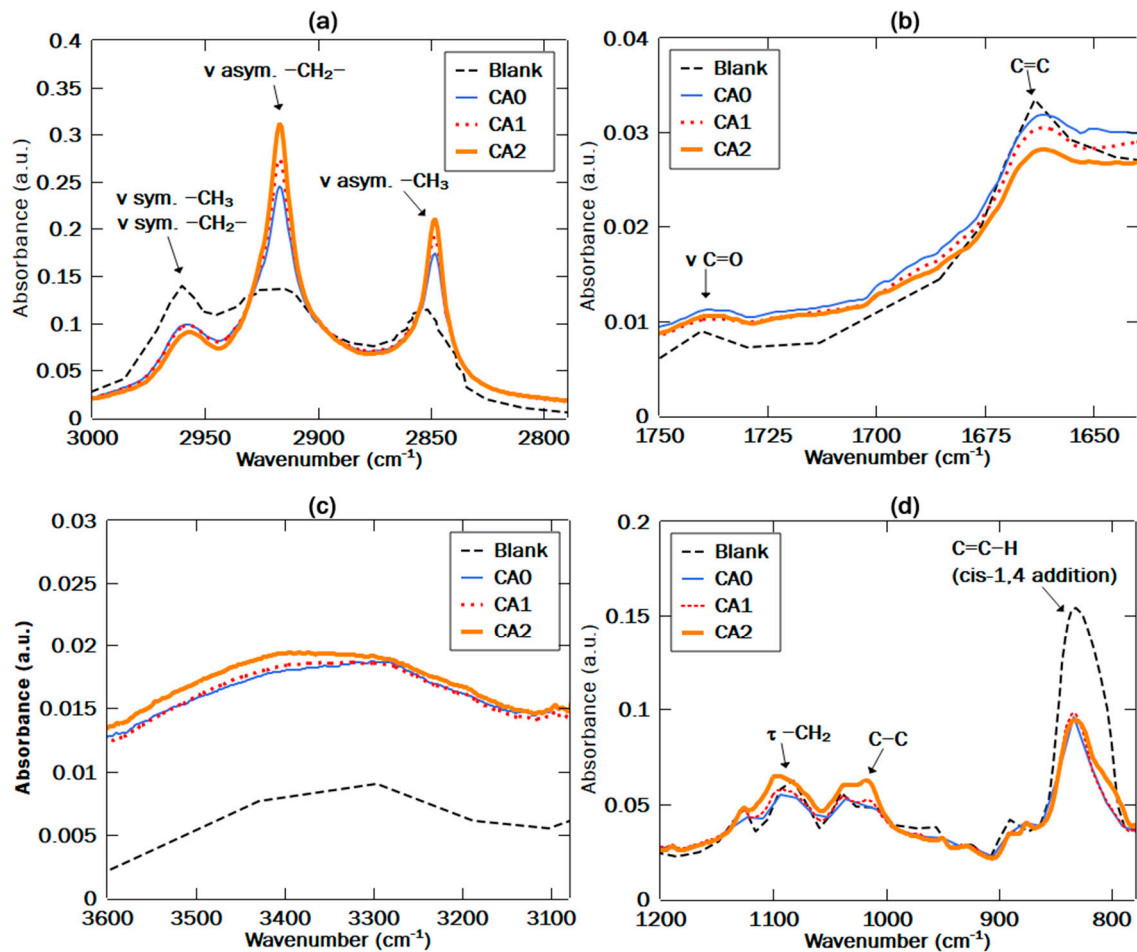 (a)
0.4
0.35
0.3
0.25
0.2
0.15
0.1
0.05
0
Absorbance (a.u.)
ν asym. −CH₂−
ν sym. −CH₃
ν sym. −CH₂−
ν asym. −CH₃
Blank
CA0
CA1
CA2
3000 2950 2900 2850 2800
Wavenumber (cm⁻¹)
(b)
0.04
0.03
0.02
0.01
0
Absorbance (a.u.)
Blank
CA0
CA1
CA2
C=C
ν C=O
1750 1725 1700 1675 1650
Wavenumber (cm⁻¹)
(c)
0.03
0.025
0.02
0.015
0.01
0.005
0
Absorbance (a.u.)
Blank
CA0
CA1
CA2
3600 3500 3400 3300 3200 3100
Wavenumber (cm⁻¹)
(d)
0.2
0.15
0.1
0.05
0
Absorbance (a.u.)
Blank
CA0
CA1
CA2
C=C−H
(cis-1,4 addition)
τ −CH₂
C−C
1200 1100 1000 900 800
Wavenumber (cm⁻¹)